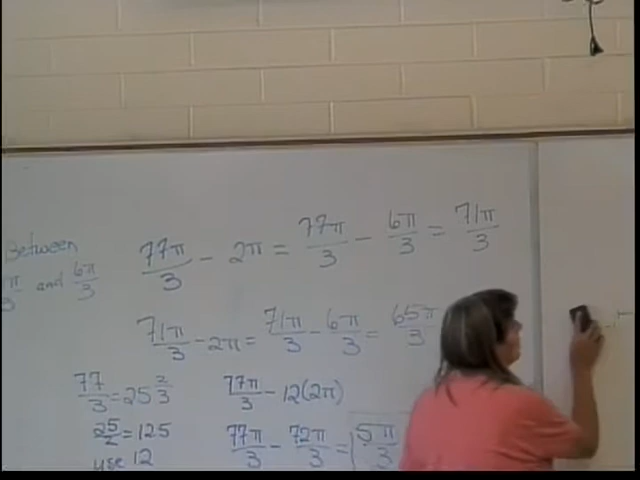 Between
π/3 and 6π/3
77π/3 - 2π = 77π/3 - 6π/3 = 71π/3
71π/3 - 2π = 71π/3 - 6π/3 = 65π/3
77/3 = 25 2/3
77π/3 - 12(2π)
25/2 = 125
77π/3 - 72π/3 = 5π/3
use 12